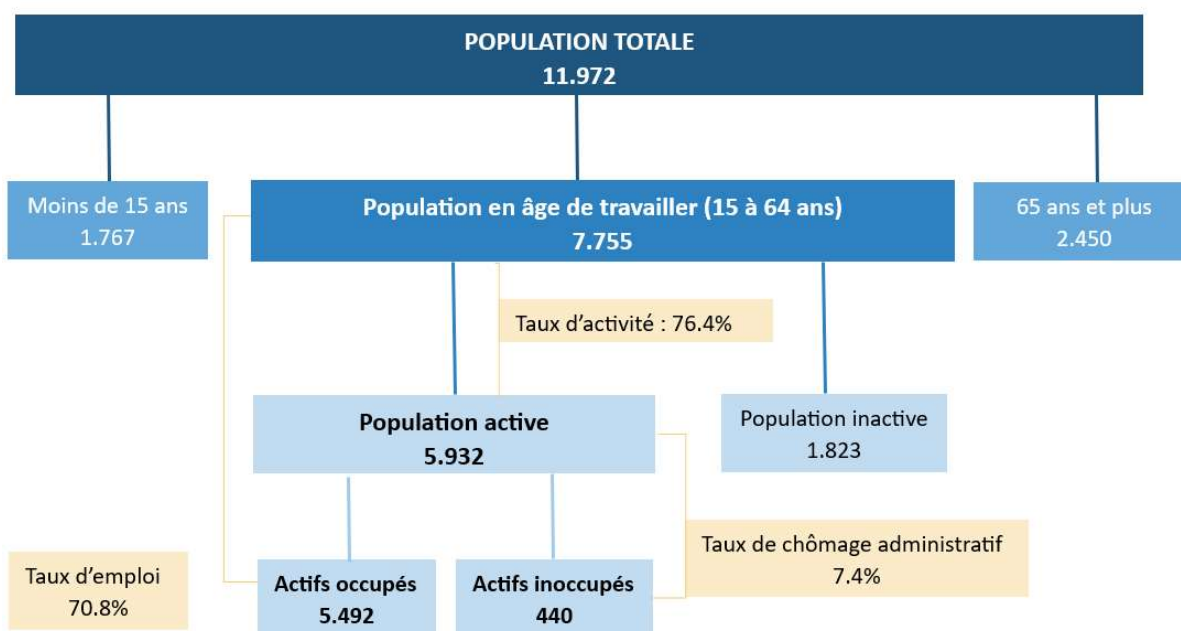 POPULATION TOTALE
11.972
Moins de 15 ans
1.767
Population en âge de travailler (15 à 64 ans)
7.755
65 ans et plus
2.450
Taux d’activité : 76.4%
Population active
5.932
Population inactive
1.823
Taux de chômage administratif
7.4%
Taux d’emploi
70.8%
Actifs occupés
5.492
Actifs inoccupés
440